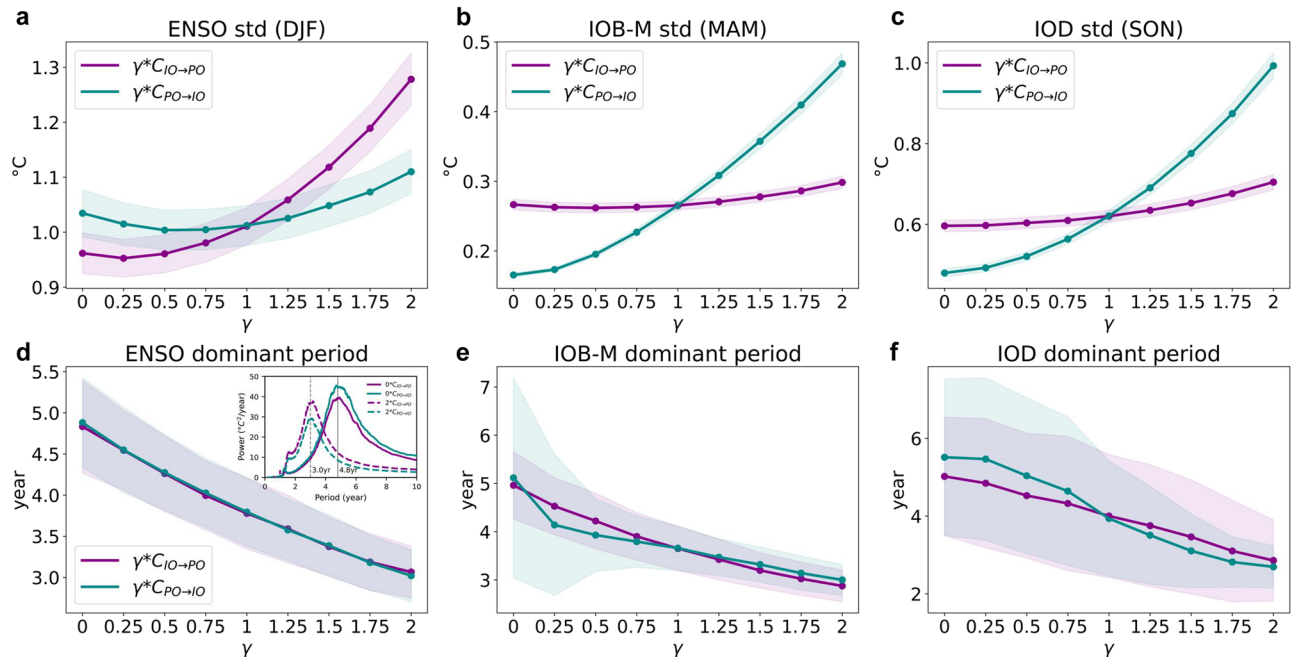 a
ENSO std (DJF)
1.3
1.2
1.1
1.0
0.9
°C
γ*C_IO→PO
γ*C_PO→IO
0 0.25 0.5 0.75 1 1.25 1.5 1.75 2
γ
b
IOB-M std (MAM)
0.5
0.4
0.3
0.2
°C
γ*C_IO→PO
γ*C_PO→IO
0 0.25 0.5 0.75 1 1.25 1.5 1.75 2
γ
c
IOD std (SON)
1.0
0.8
0.6
°C
γ*C_IO→PO
γ*C_PO→IO
0 0.25 0.5 0.75 1 1.25 1.5 1.75 2
γ
d
ENSO dominant period
5.5
5.0
4.5
4.0
3.5
3.0
year
50
40
30
20
10
0
Power (°C²/year)
0*C_IO→PO
0*C_PO→IO
2*C_IO→PO
2*C_PO→IO
3.0yr
4.8yr
0 2 4 6 8 10
Period (year)
γ*C_IO→PO
γ*C_PO→IO
0 0.25 0.5 0.75 1 1.25 1.5 1.75 2
γ
e
IOB-M dominant period
7
6
5
4
3
year
0 0.25 0.5 0.75 1 1.25 1.5 1.75 2
γ
f
IOD dominant period
8
6
4
2
year
0 0.25 0.5 0.75 1 1.25 1.5 1.75 2
γ